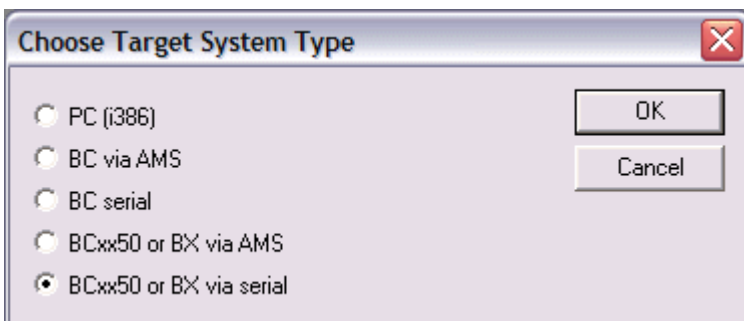 Choose Target System Type
PC (i386)
OK
BC via AMS
Cancel
BC serial
BCxx50 or BX via AMS
BCxx50 or BX via serial